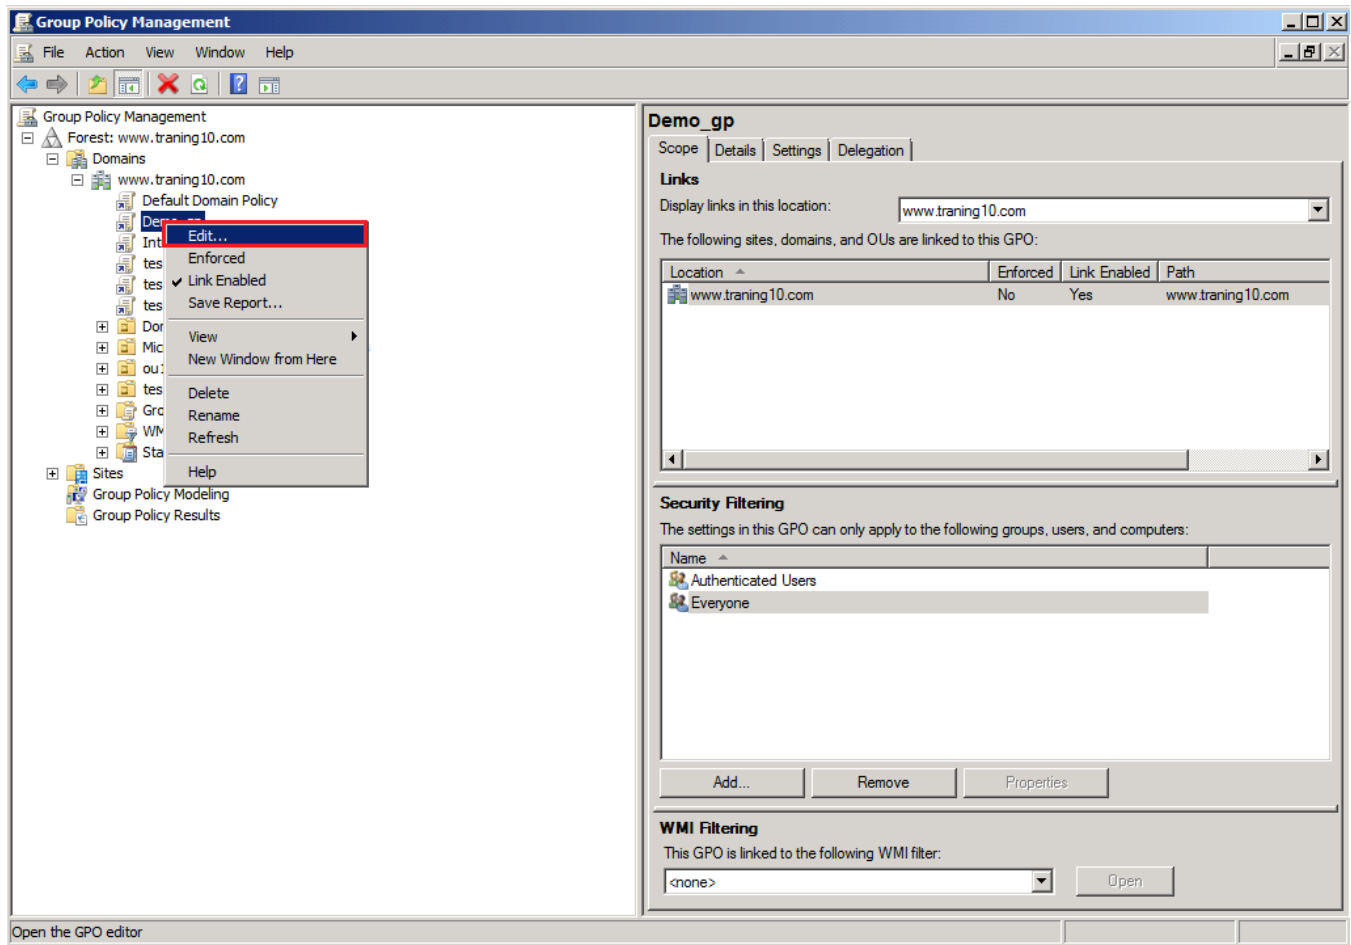 Group Policy Management
File Action View Window Help
Group Policy Management
Forest: www.traning10.com
Domains
www.traning10.com
Default Domain Policy
Edit...
Enforced
Link Enabled
Save Report...
View
New Window from Here
Delete
Rename
Refresh
Help
Sites
Group Policy Modeling
Group Policy Results
Demo_gp
Scope Details Settings Delegation
Links
Display links in this location: www.traning10.com
The following sites, domains, and OUs are linked to this GPO:
Location Enforced Link Enabled Path
www.traning10.com No Yes www.traning10.com
Security Filtering
The settings in this GPO can only apply to the following groups, users, and computers:
Name
Authenticated Users
Everyone
Add... Remove Properties
WMI Filtering
This GPO is linked to the following WMI filter:
<none> Open
Open the GPO editor